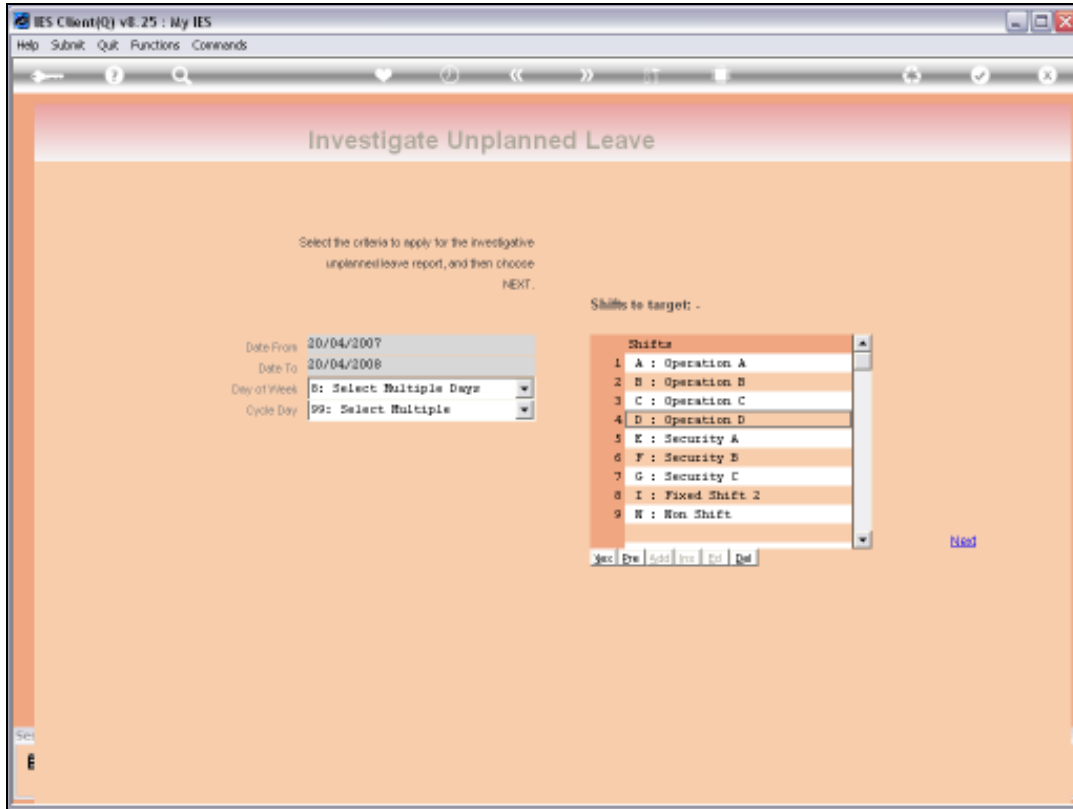 IES Client(Q) v8.25 : My IES
Help Submit Quit Functions Commands
Investigate Unplanned Leave
Select the criteria to apply for the investigative
unplanned leave report, and then choose
NEXT.
Shifts to target: -
Date From 20/04/2007
Date To 20/04/2008
Day of Week 8: Select Multiple Days
Cycle Day 99: Select Multiple
Shifts
1 A : Operation A
2 B : Operation B
3 C : Operation C
4 D : Operation D
5 E : Security A
6 F : Security B
7 G : Security C
8 I : Fixed Shift 2
9 N : Non Shift
Next
Pre Add Ins Ed Del
Ses